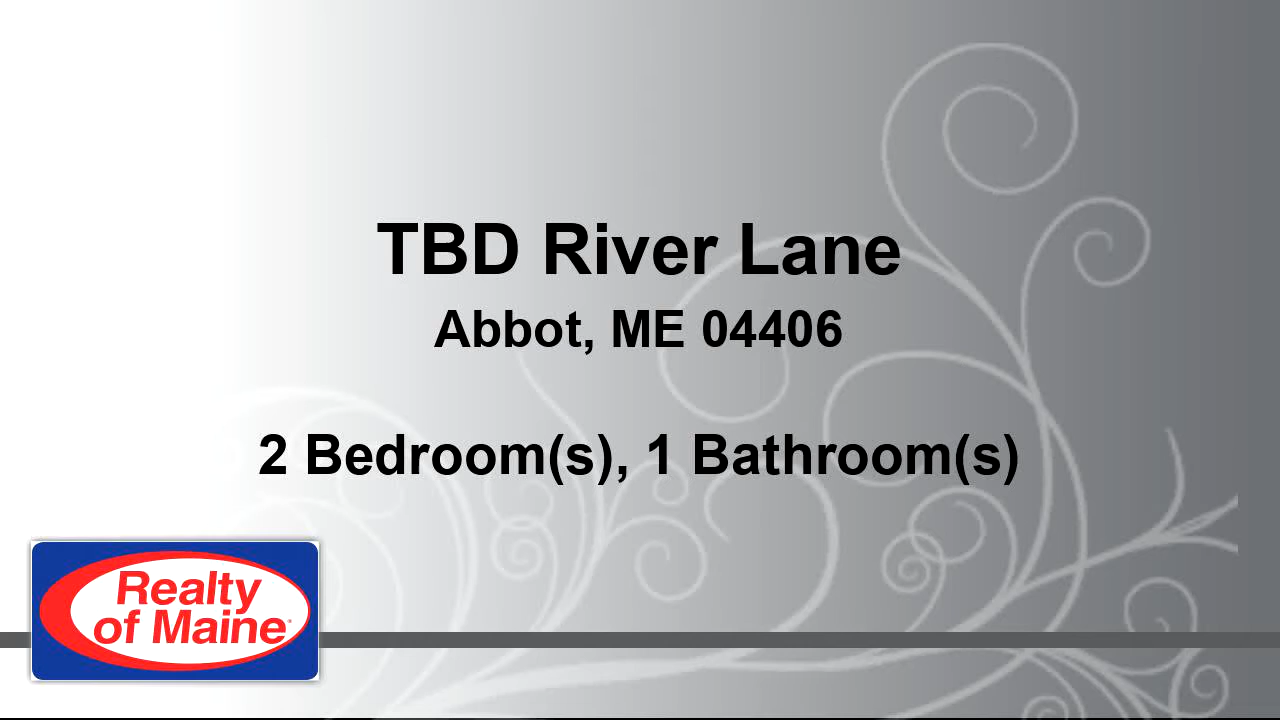 TBD River Lane
Abbot, ME 04406
2 Bedroom(s), 1 Bathroom(s)
Realty
of Maine